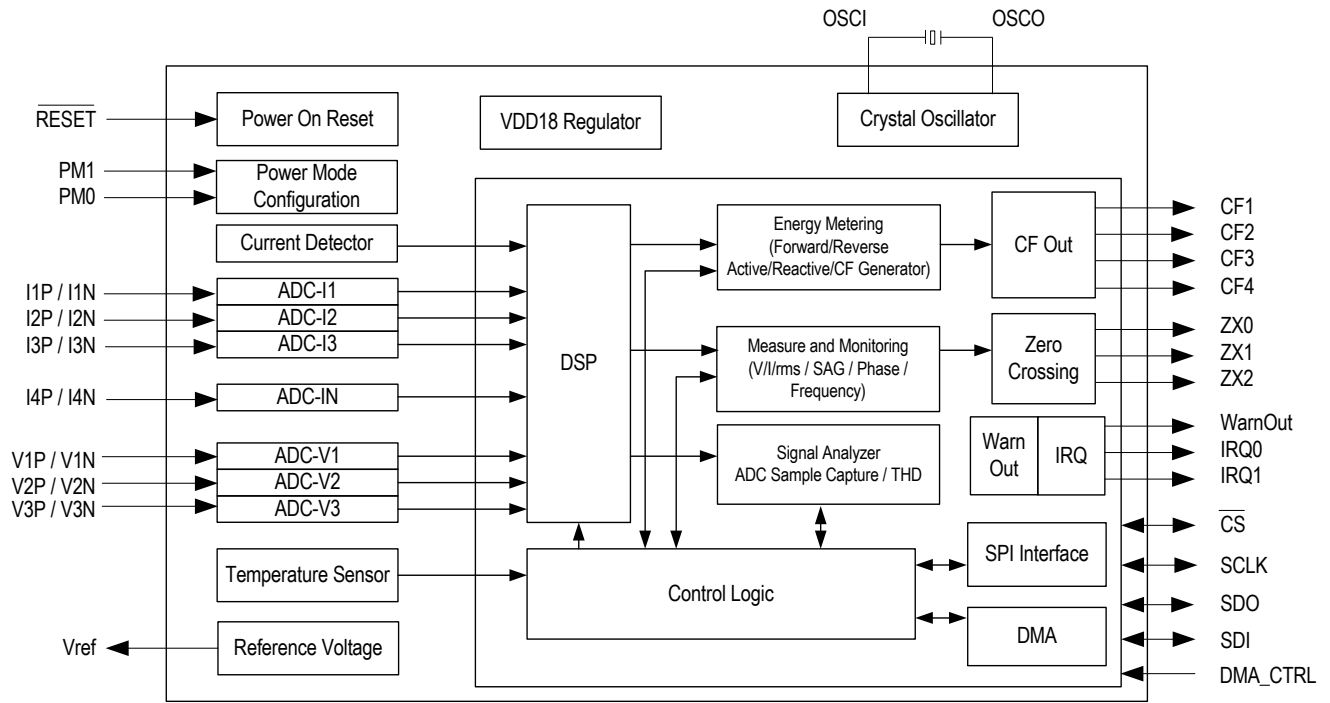 OSCI
OSCO
RESET
Power On Reset
VDD18 Regulator
Crystal Oscillator
PM1
PM0
Power Mode
Configuration
Current Detector
I1P / I1N
ADC-I1
I2P / I2N
ADC-I2
I3P / I3N
ADC-I3
I4P / I4N
ADC-IN
V1P / V1N
ADC-V1
V2P / V2N
ADC-V2
V3P / V3N
ADC-V3
Temperature Sensor
Vref
Reference Voltage
DSP
Energy Metering
(Forward/Reverse
Active/Reactive/CF Generator)
CF Out
CF1
CF2
CF3
CF4
Measure and Monitoring
(V/I/rms / SAG / Phase /
Frequency)
Zero
Crossing
ZX0
ZX1
ZX2
Signal Analyzer
ADC Sample Capture / THD
Warn
Out
IRQ
WarnOut
IRQ0
IRQ1
Control Logic
SPI Interface
DMA
CS
SCLK
SDO
SDI
DMA_CTRL